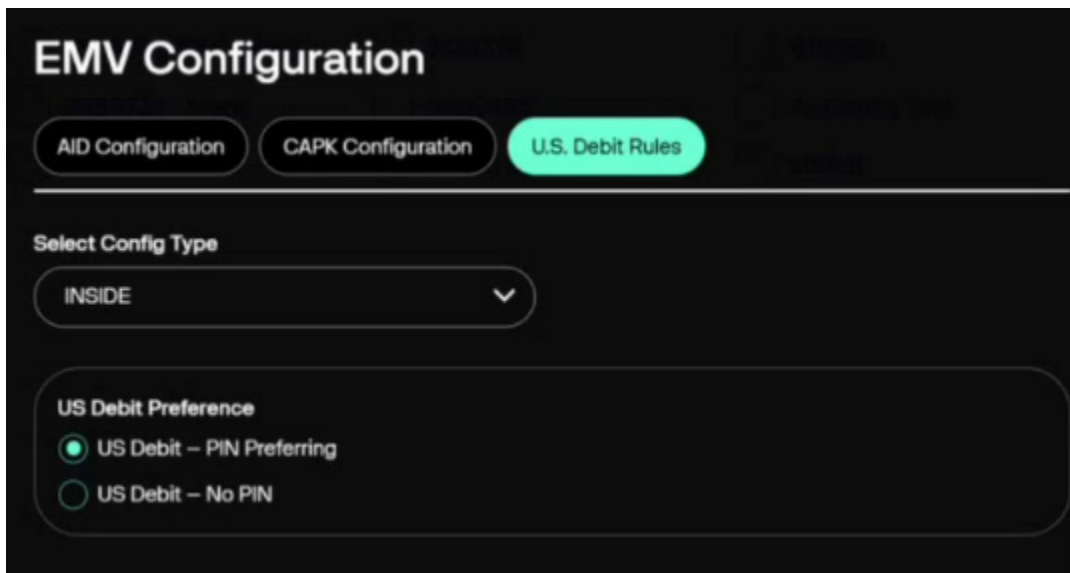 EMV Configuration
AID Configuration CAPK Configuration U.S. Debit Rules
Select Config Type
INSIDE
US Debit Preference
US Debit – PIN Preferring
US Debit – No PIN